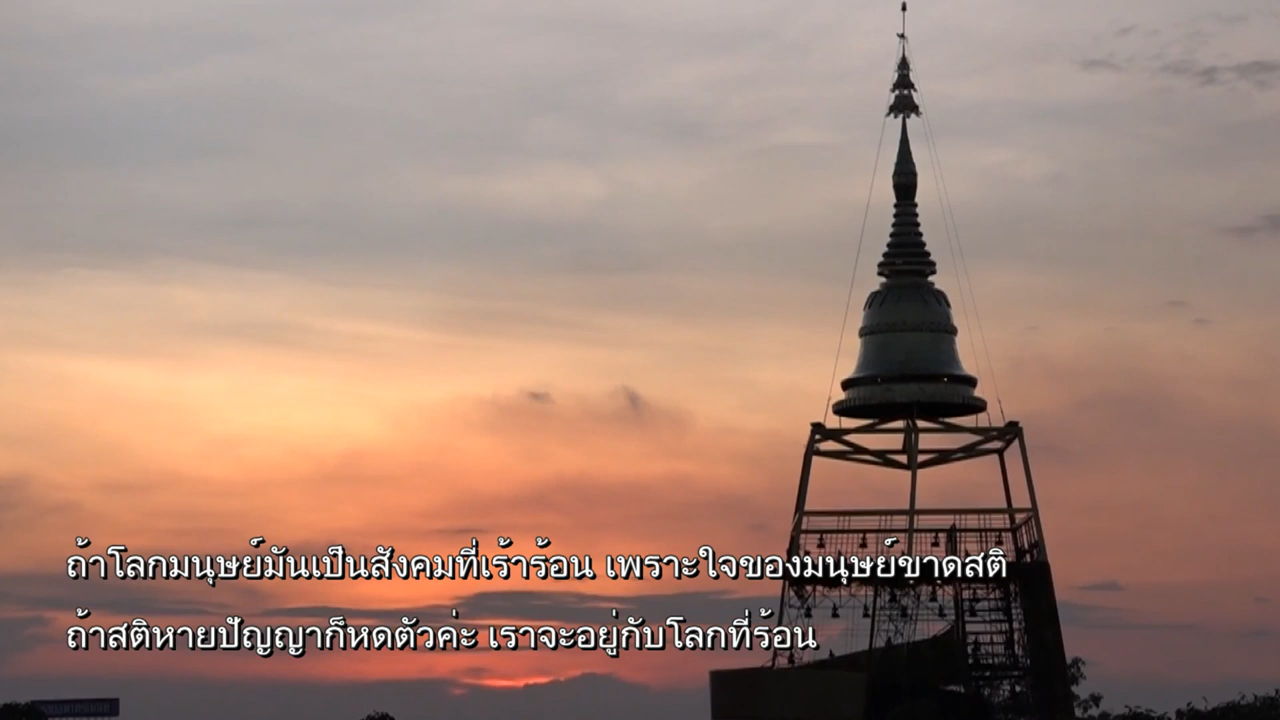 ถ้าโลกมนุษย์มันเป็นสังคมที่เร้าร้อน เพราะใจของมนุษย์ขาดสติ
ถ้าสติหายปัญญาก็หดตัวค่ะ เราจะอยู่กับโลกที่ร้อน